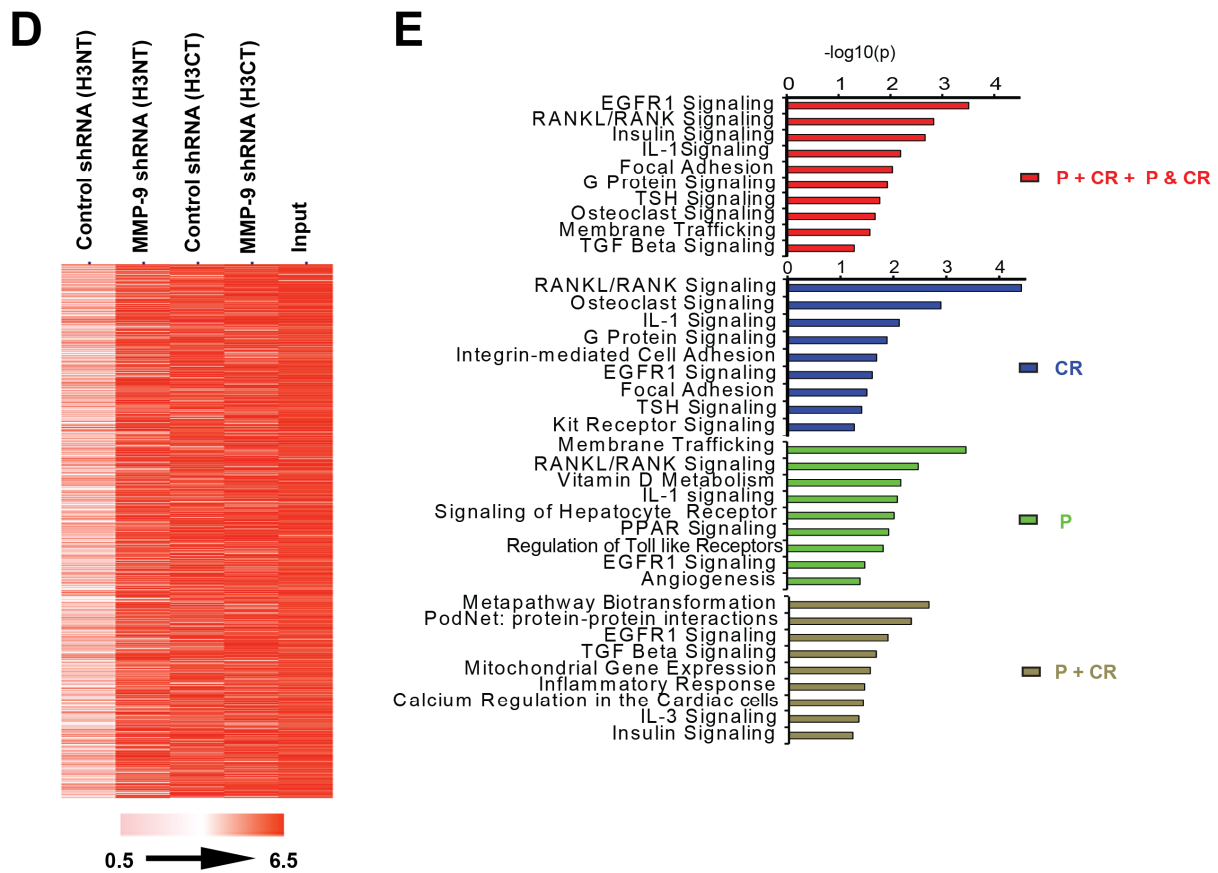 D
Control shRNA (H3NT)
MMP-9 shRNA (H3NT)
Control shRNA (H3CT)
MMP-9 shRNA (H3CT)
Input
0.5
6.5
E
-log10(p)
0 1 2 3 4
EGFR1 Signaling
RANKL/RANK Signaling
Insulin Signaling
IL-1Signaling
Focal Adhesion
G Protein Signaling
TSH Signaling
Osteoclast Signaling
Membrane Trafficking
TGF Beta Signaling
P + CR + P & CR
0 1 2 3 4
RANKL/RANK Signaling
Osteoclast Signaling
IL-1 Signaling
G Protein Signaling
Integrin-mediated Cell Adhesion
EGFR1 Signaling
Focal Adhesion
TSH Signaling
Kit Receptor Signaling
CR
Membrane Trafficking
RANKL/RANK Signaling
Vitamin D Metabolism
IL-1 signaling
Signaling of Hepatocyte Receptor
PPAR Signaling
Regulation of Toll like Receptors
EGFR1 Signaling
Angiogenesis
P
Metapathway Biotransformation
PodNet: protein-protein interactions
EGFR1 Signaling
TGF Beta Signaling
Mitochondrial Gene Expression
Inflammatory Response
Calcium Regulation in the Cardiac cells
IL-3 Signaling
Insulin Signaling
P + CR